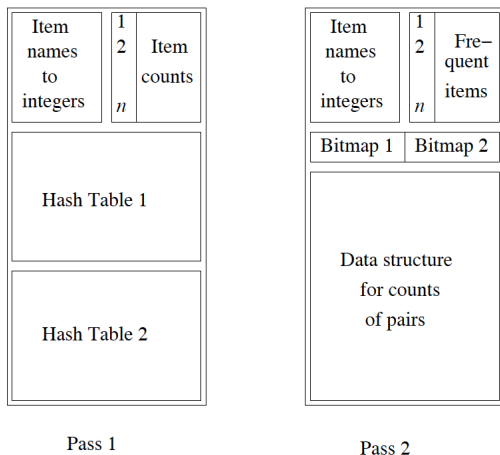 Item
names
to
integers
1
2
n
Item
counts
Hash Table 1
Hash Table 2
Pass 1
Item
names
to
integers
1
2
n
Fre–
quent
items
Bitmap 1
Bitmap 2
Data structure
for counts
of pairs
Pass 2